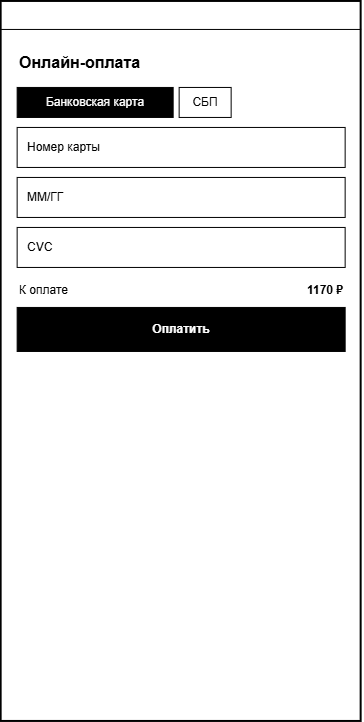 Онлайн-оплата
Банковская карта СБП
Номер карты
ММ/ГГ
CVC
К оплате 1170 ₽
Оплатить